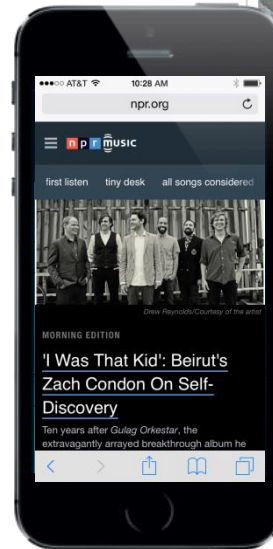 AT&T 10:28 AM
npr.org
npr music
first listen tiny desk all songs considered
Drew Reynolds/Courtesy of the artist
MORNING EDITION
'I Was That Kid': Beirut's
Zach Condon On Self-
Discovery
Ten years after Gulag Orkestar, the
extravagantly arrayed breakthrough album he